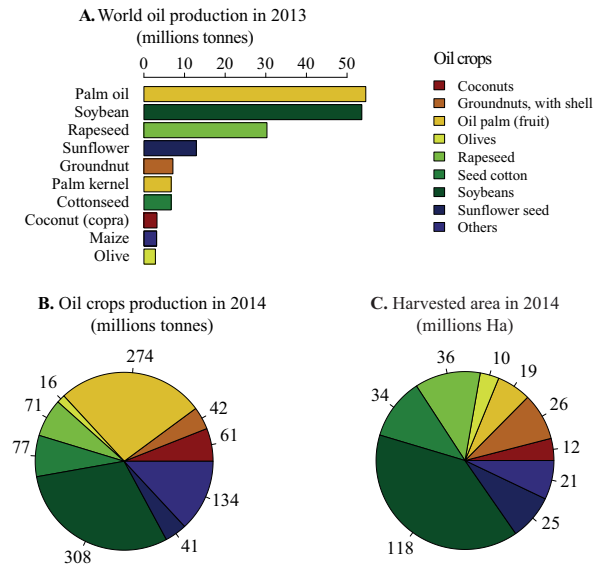 A. World oil production in 2013
(millions tonnes)
0 10 20 30 40 50
Palm oil
Soybean
Rapeseed
Sunflower
Groundnut
Palm kernel
Cottonseed
Coconut (copra)
Maize
Olive
Oil crops
Coconuts
Groundnuts, with shell
Oil palm (fruit)
Olives
Rapeseed
Seed cotton
Soybeans
Sunflower seed
Others
B. Oil crops production in 2014
(millions tonnes)
274
16
42
71
61
77
134
308
41
C. Harvested area in 2014
(millions Ha)
36
10
19
34
26
12
21
25
118